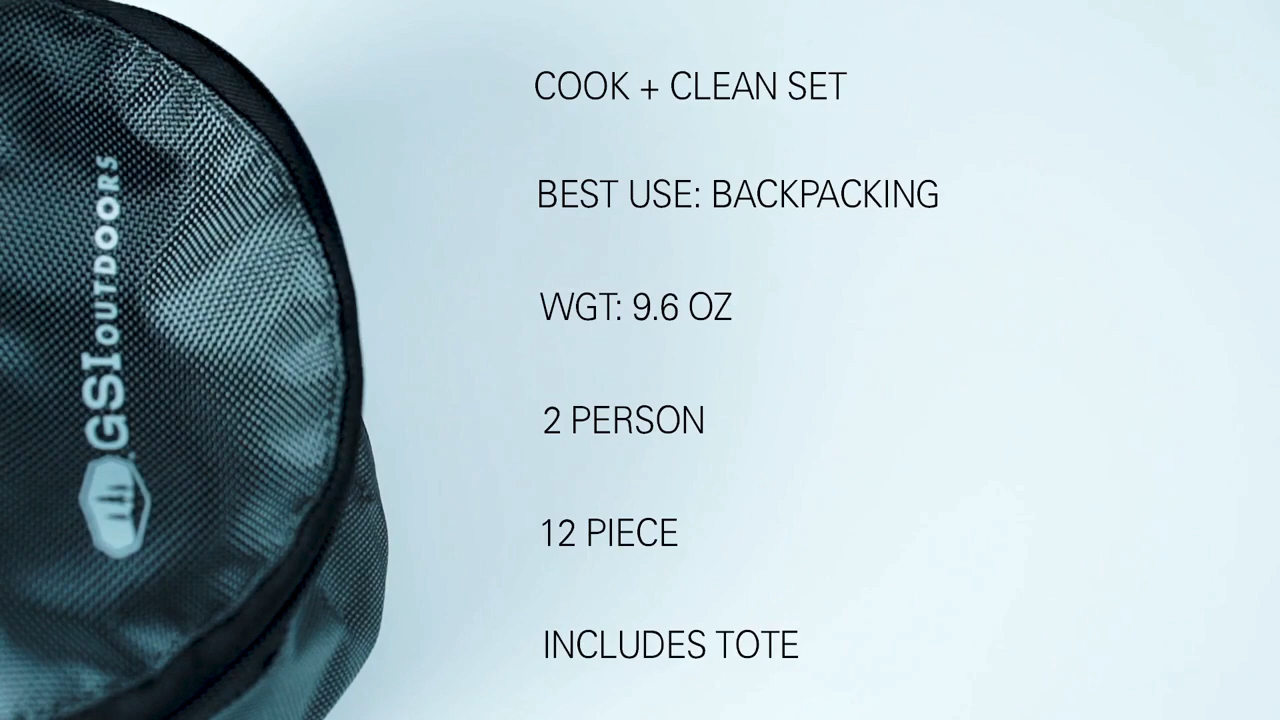 GSI OUTDOORS
COOK + CLEAN SET
BEST USE: BACKPACKING
WGT: 9.6 OZ
2 PERSON
12 PIECE
INCLUDES TOTE